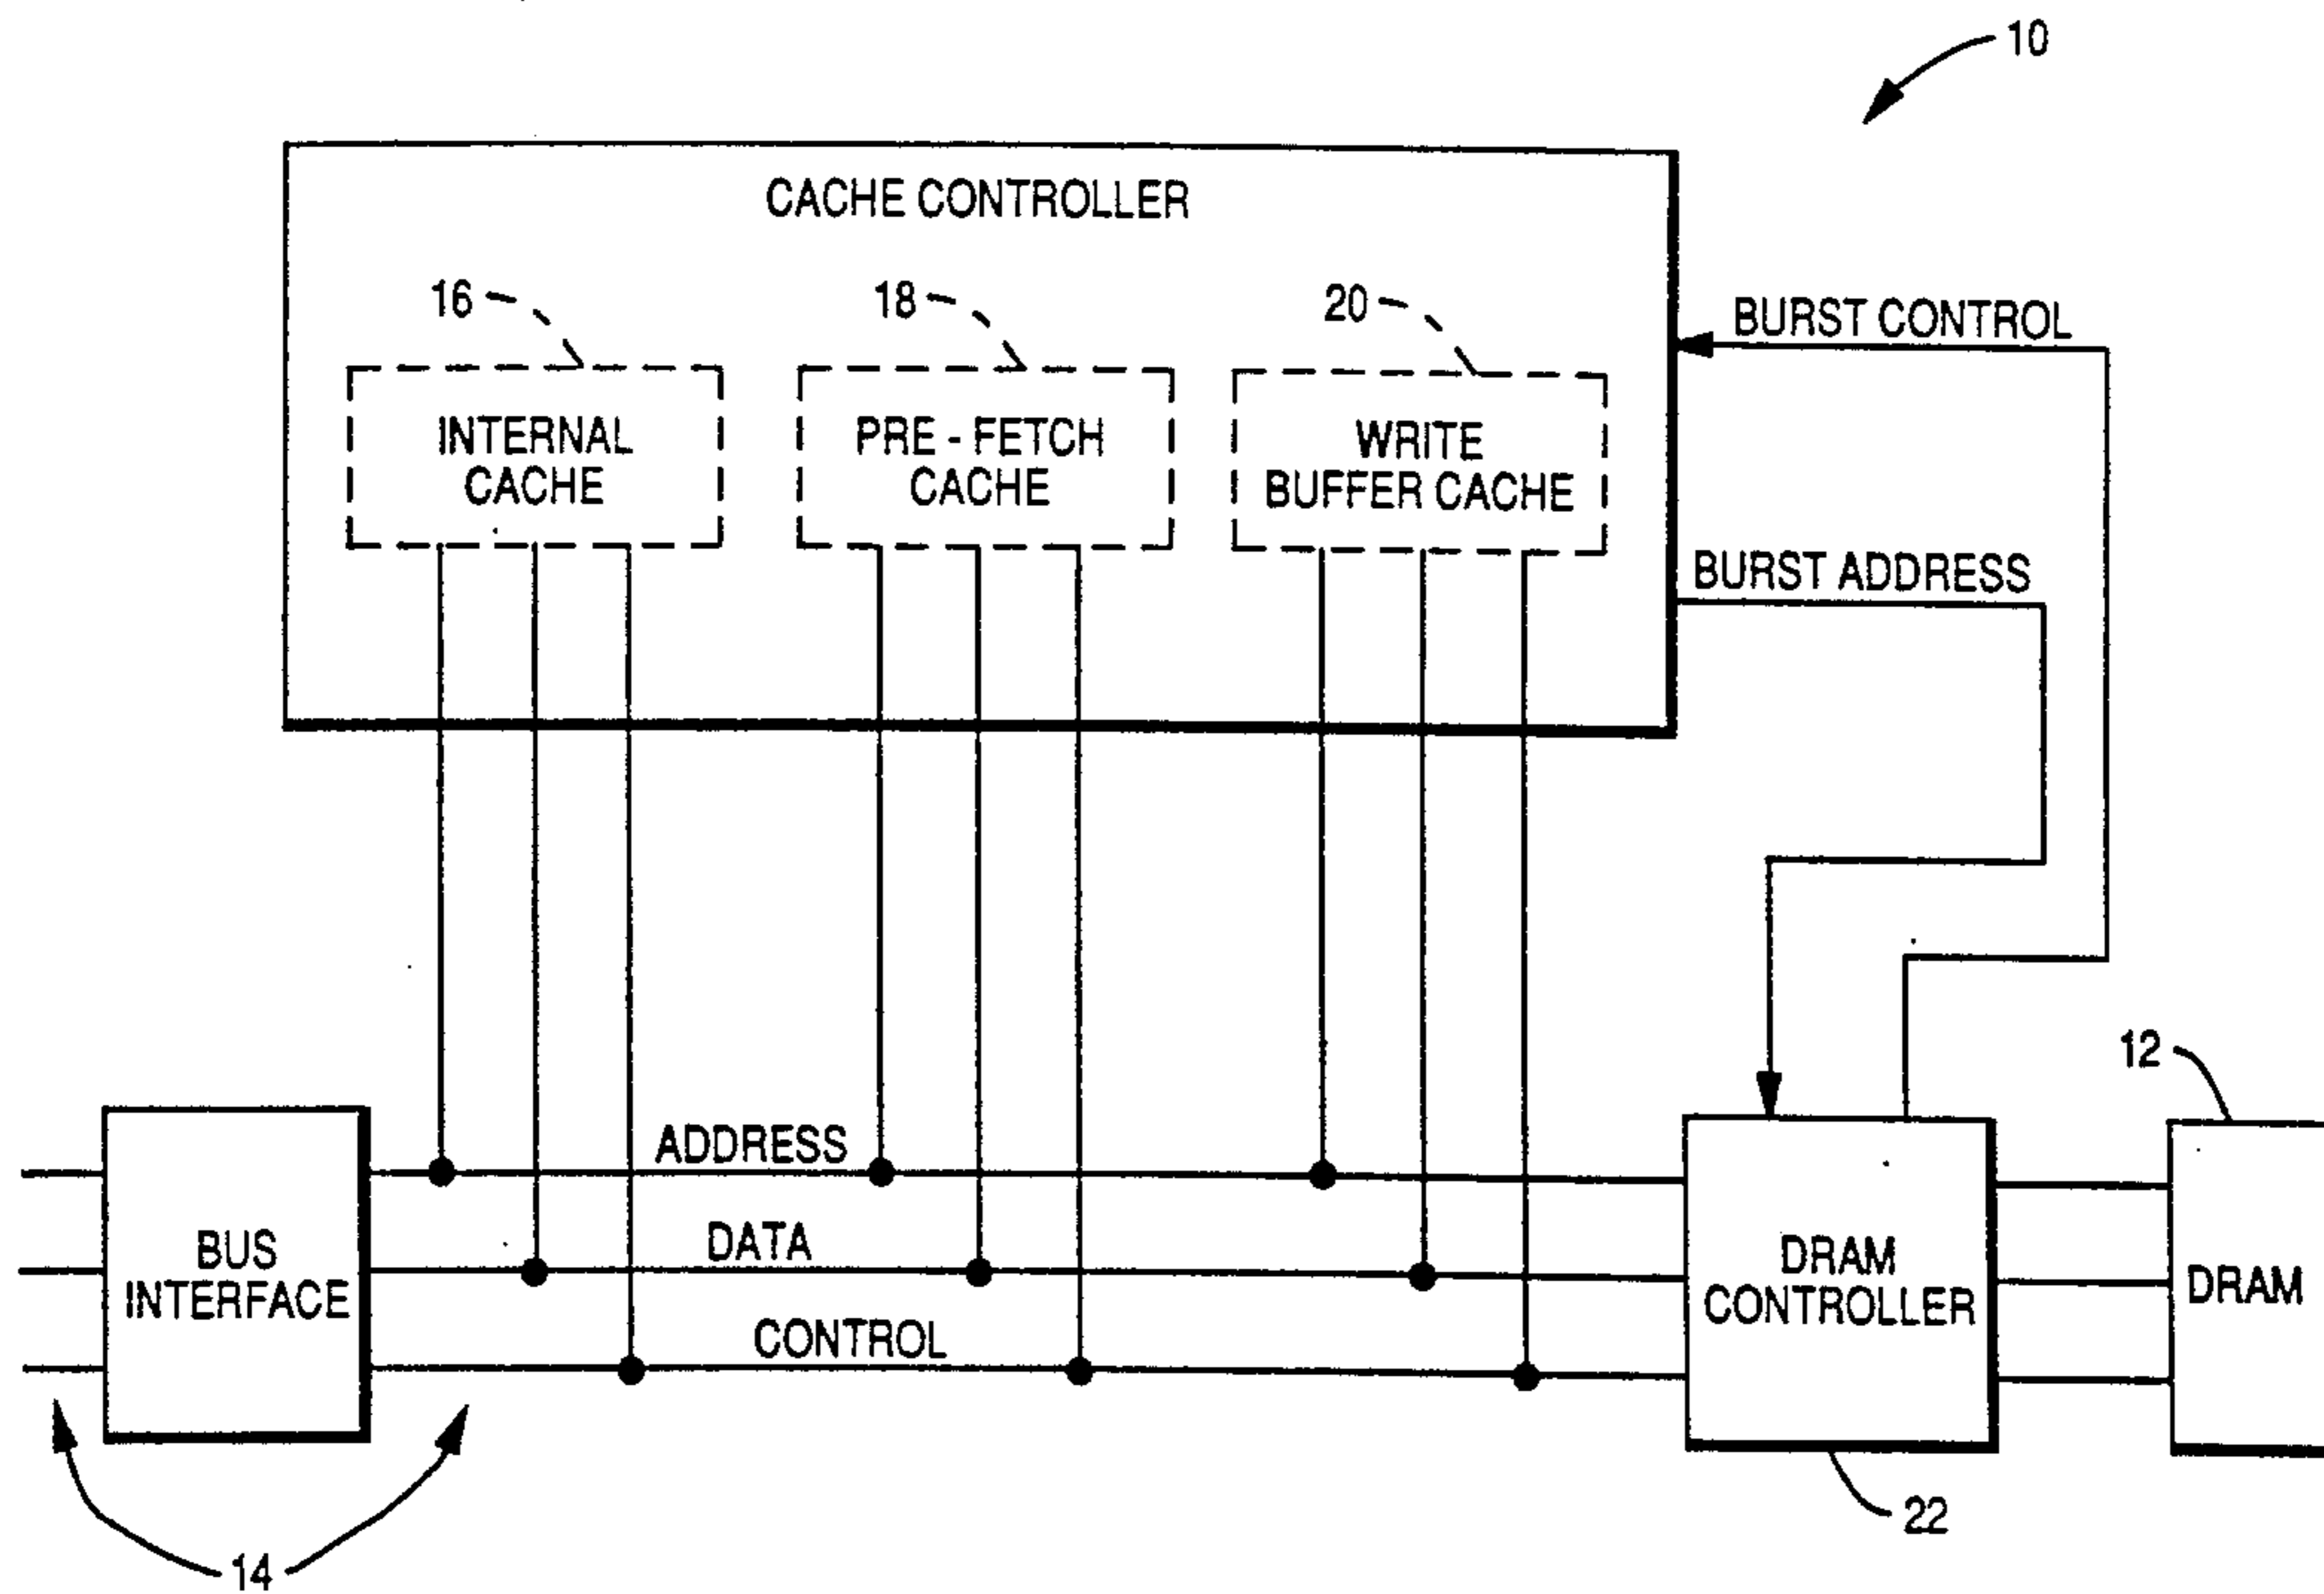 10
CACHE CONTROLLER
16
18
20
BURST CONTROL
INTERNAL
CACHE
PRE - FETCH
CACHE
WRITE
BUFFER CACHE
BURST ADDRESS
12
ADDRESS
BUS
INTERFACE
DATA
DRAM
CONTROLLER
DRAM
CONTROL
22
14